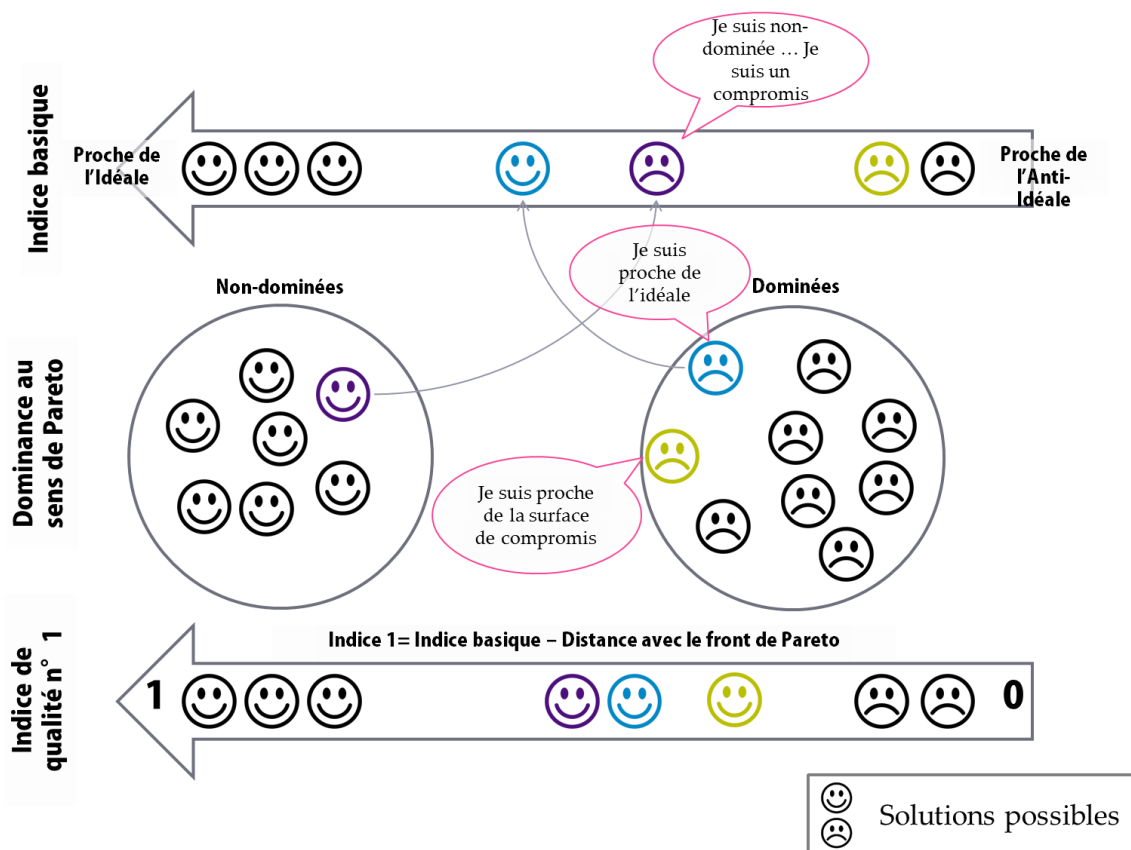 Je suis non-
dominée … Je
suis un
compromis
Indice basique
Proche de
l'Idéale
Proche de
l'Anti-
Idéale
Je suis
proche de
l'idéale
Non-dominées
Dominées
Dominance au
sens de Pareto
Je suis proche
de la surface
de compromis
Indice de
qualité n° 1
Indice 1= Indice basique – Distance avec le front de Pareto
1
0
Solutions possibles